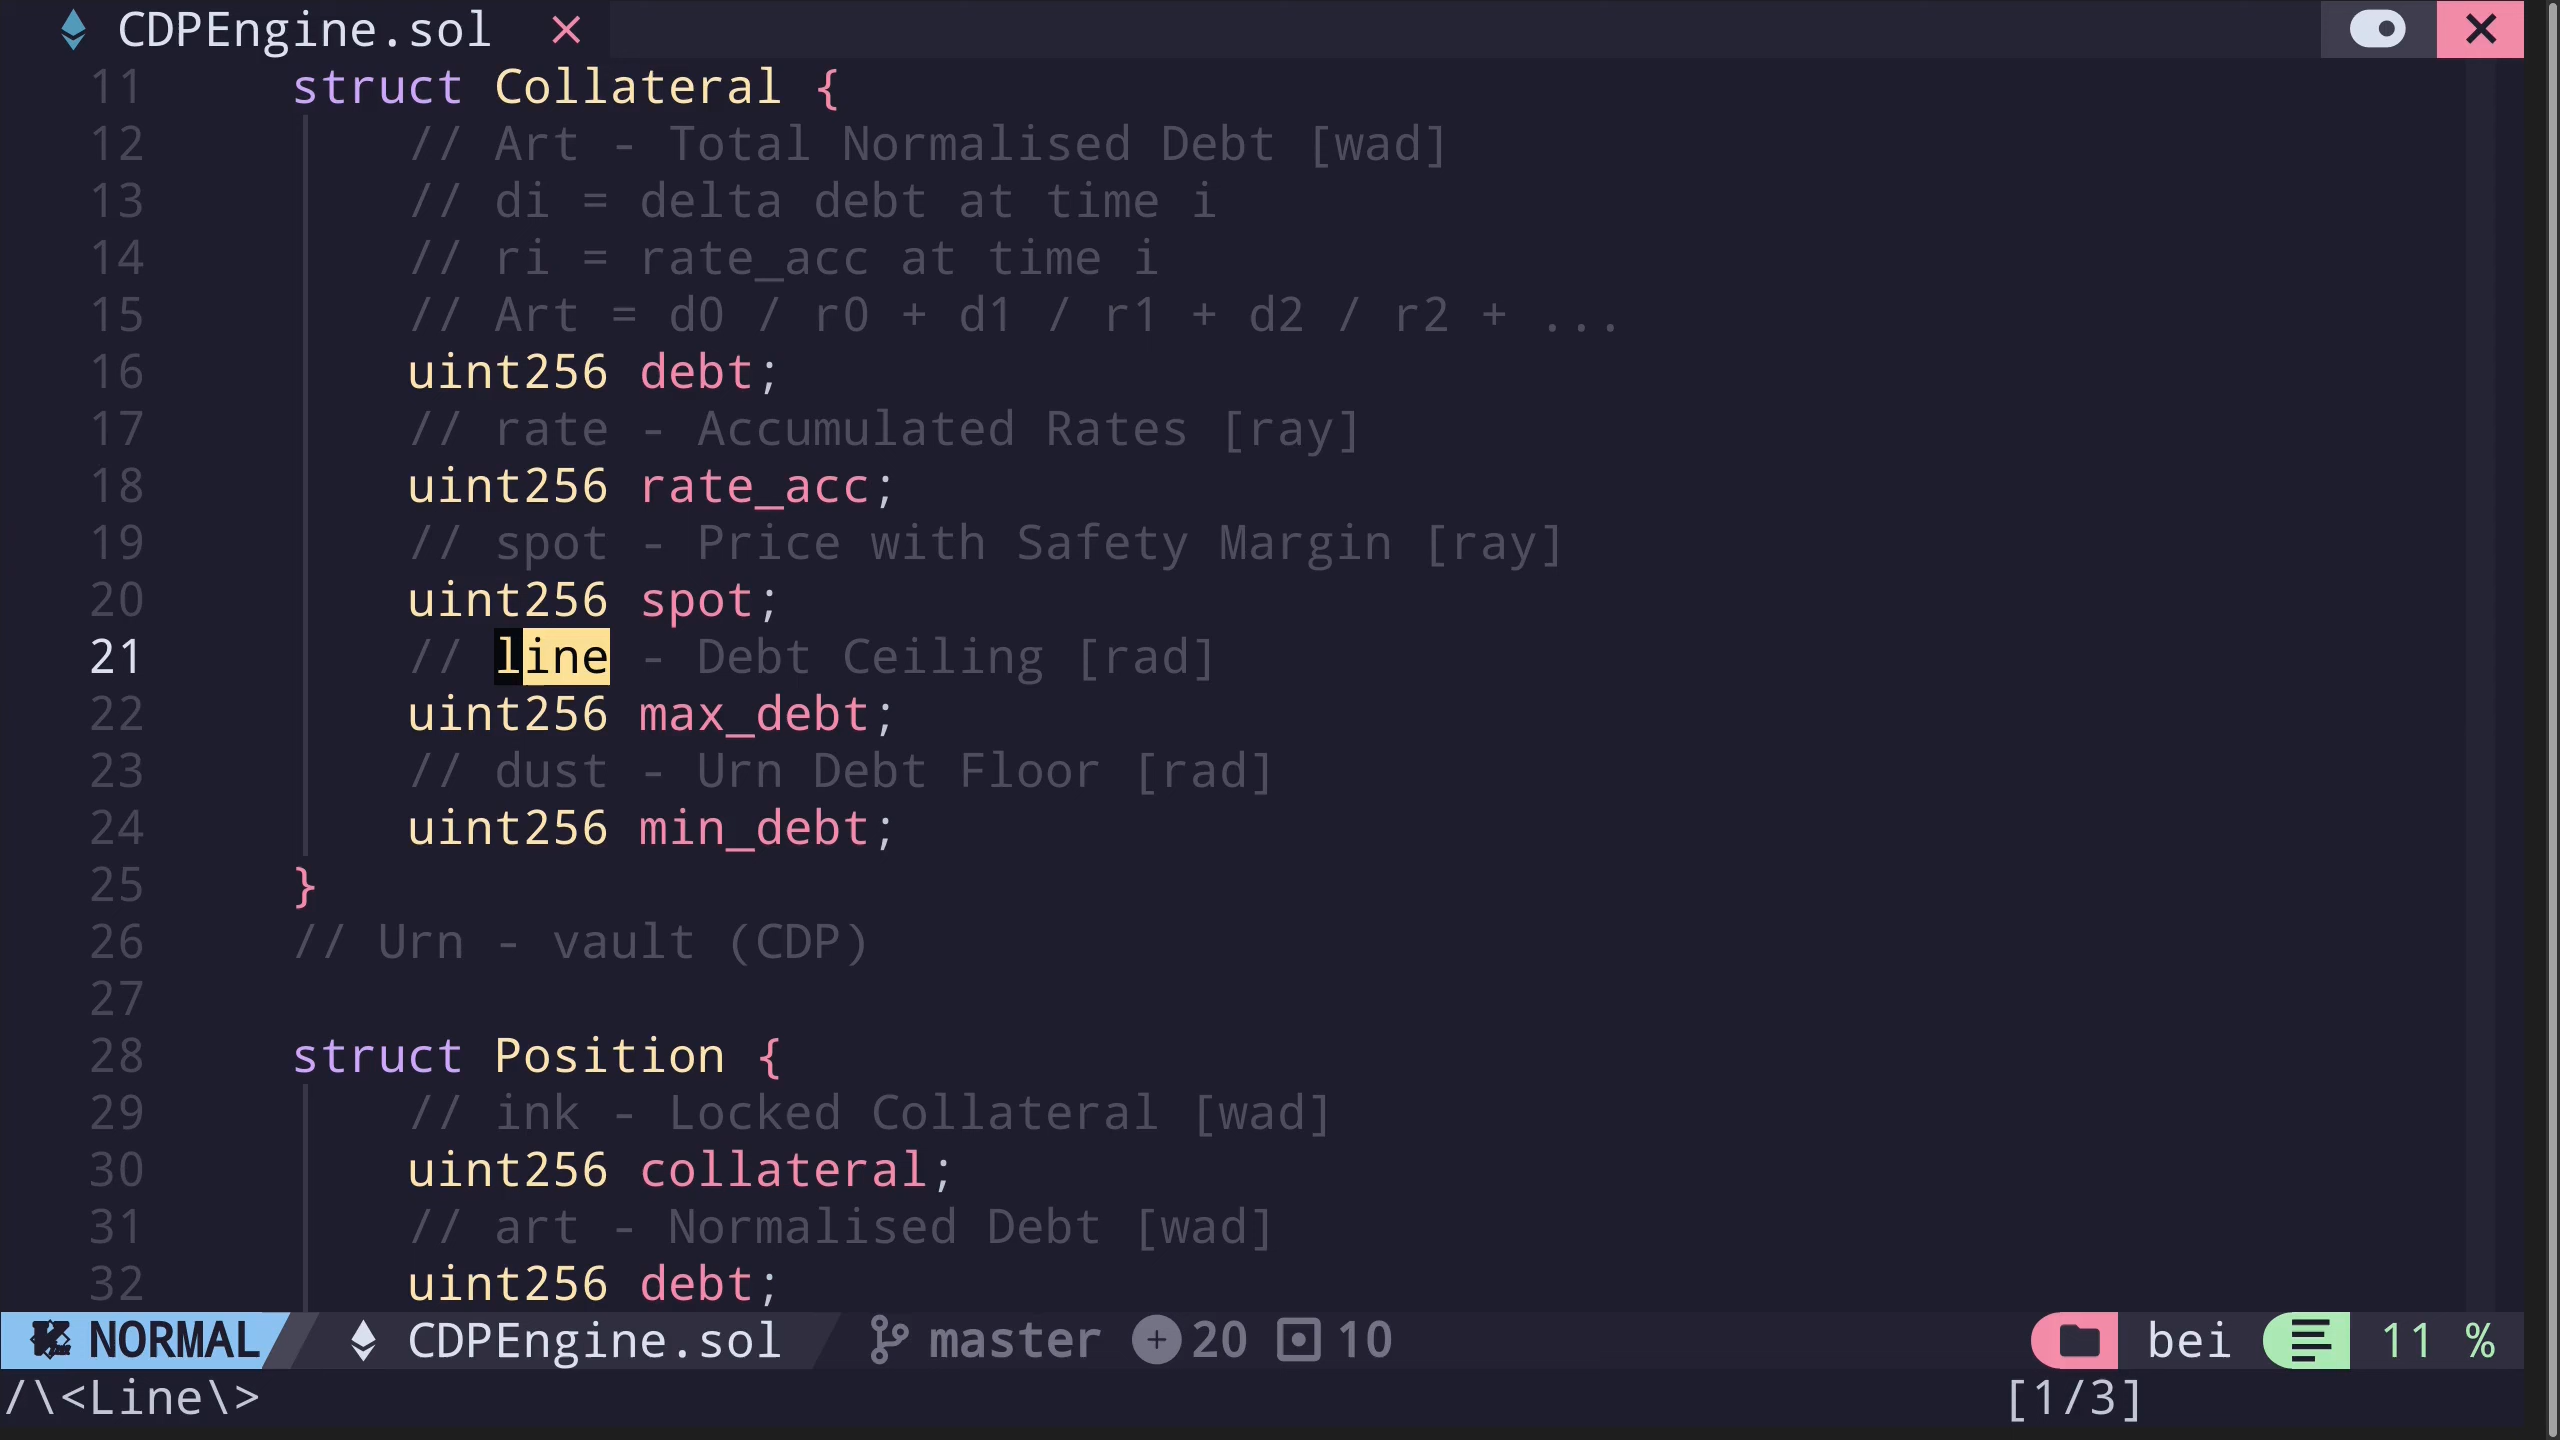 CDPEngine.sol
11 struct Collateral {
12 // Art - Total Normalised Debt [wad]
13 // di = delta debt at time i
14 // ri = rate_acc at time i
15 // Art = d0 / r0 + d1 / r1 + d2 / r2 + ...
16 uint256 debt;
17 // rate - Accumulated Rates [ray]
18 uint256 rate_acc;
19 // spot - Price with Safety Margin [ray]
20 uint256 spot;
21 // line - Debt Ceiling [rad]
22 uint256 max_debt;
23 // dust - Urn Debt Floor [rad]
24 uint256 min_debt;
25 }
26 // Urn - vault (CDP)
27
28 struct Position {
29 // ink - Locked Collateral [wad]
30 uint256 collateral;
31 // art - Normalised Debt [wad]
32 uint256 debt;
NORMAL CDPEngine.sol master 20 10 bei 11 %
/\<Line\> [1/3]